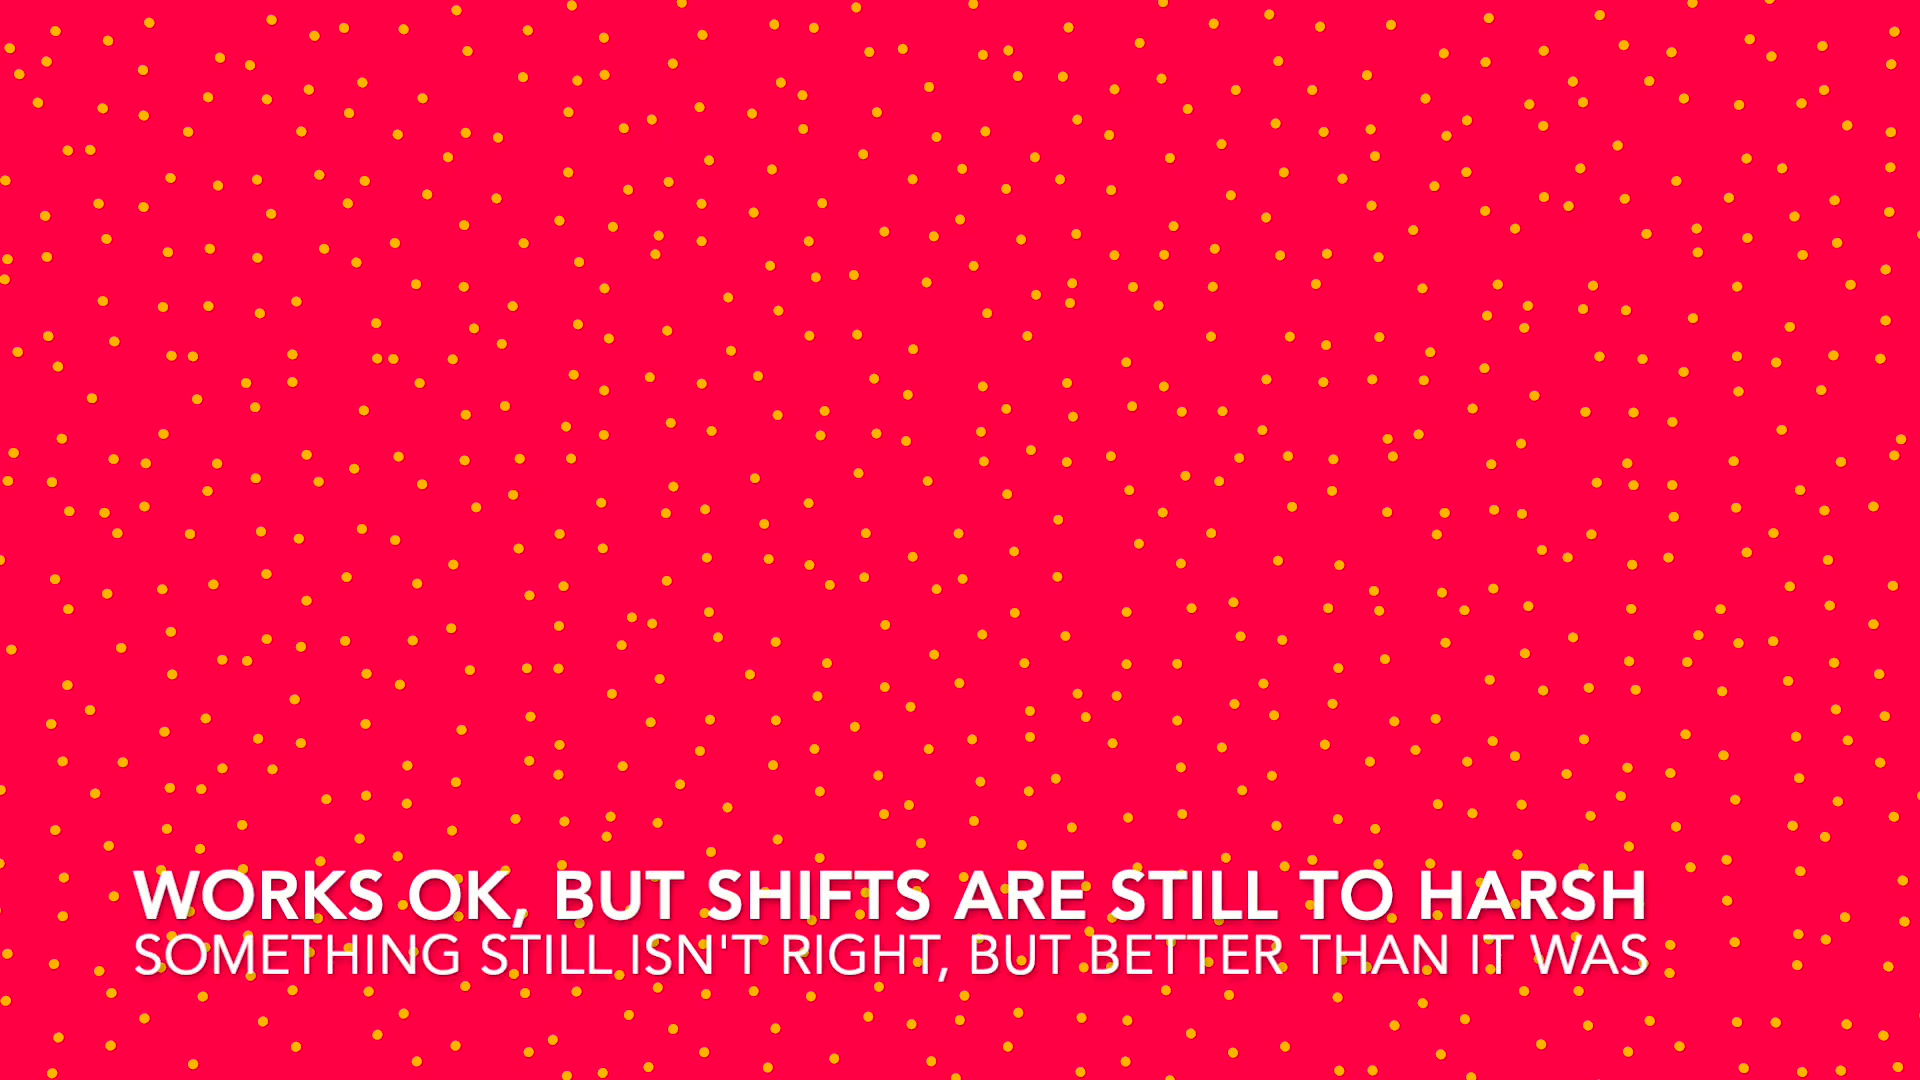 WORKS OK, BUT SHIFTS ARE STILL TO HARSH
SOMETHING STILL ISN'T RIGHT, BUT BETTER THAN IT WAS